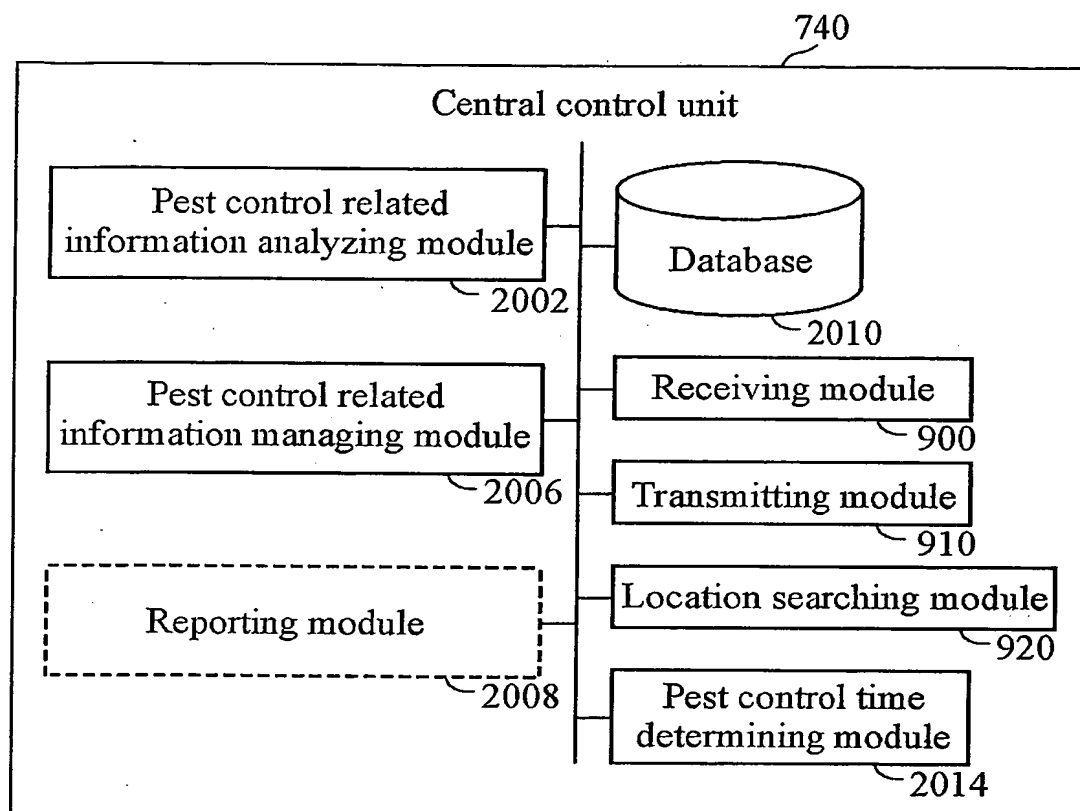 740
Central control unit
Pest control related
information analyzing module
2002
Database
2010
Pest control related
information managing module
2006
Receiving module
900
Transmitting module
910
Reporting module
2008
Location searching module
920
Pest control time
determining module
2014